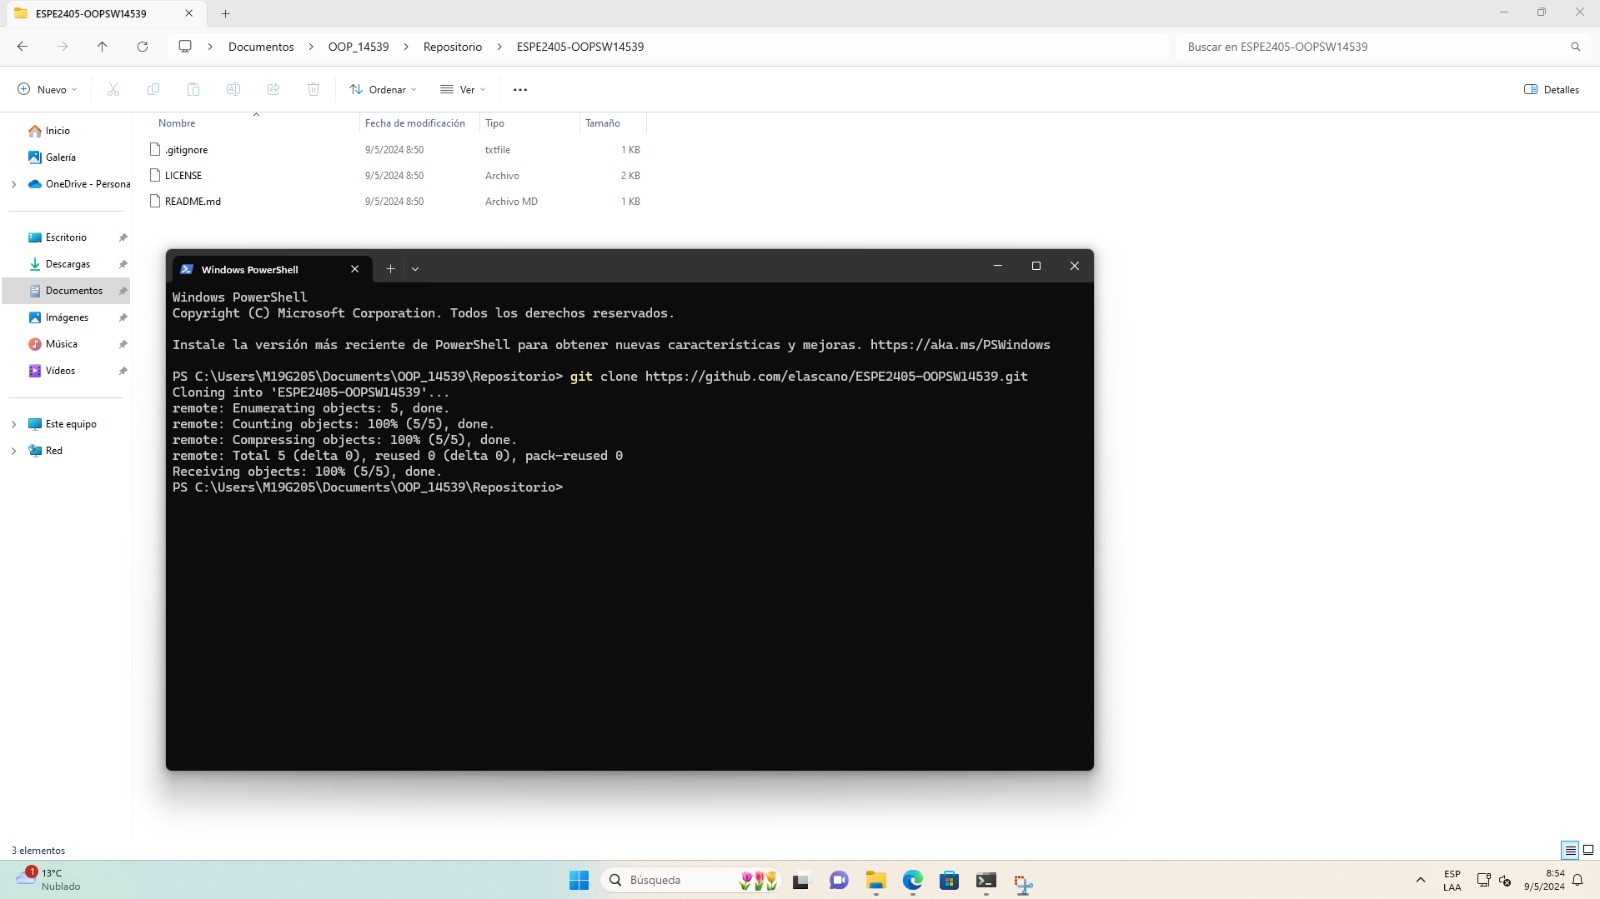 ESPE2405-OOPSW14539
Documentos > OOP_14539 > Repositorio > ESPE2405-OOPSW14539
Buscar en ESPE2405-OOPSW14539
Nuevo
Ordenar
Ver
Detalles
Nombre Fecha de modificación Tipo Tamaño
.gitignore 9/5/2024 8:50 txtfile 1 KB
LICENSE 9/5/2024 8:50 Archivo 2 KB
README.md 9/5/2024 8:50 Archivo MD 1 KB
Inicio
Galería
OneDrive - Persona
Escritorio
Descargas
Documentos
Imágenes
Música
Vídeos
Este equipo
Red
Windows PowerShell
Windows PowerShell
Copyright (C) Microsoft Corporation. Todos los derechos reservados.
Instale la versión más reciente de PowerShell para obtener nuevas características y mejoras. https://aka.ms/PSWindows
PS C:\Users\M19G205\Documents\OOP_14539\Repositorio> git clone https://github.com/elascano/ESPE2405-OOPSW14539.git
Cloning into 'ESPE2405-OOPSW14539'...
remote: Enumerating objects: 5, done.
remote: Counting objects: 100% (5/5), done.
remote: Compressing objects: 100% (5/5), done.
remote: Total 5 (delta 0), reused 0 (delta 0), pack-reused 0
Receiving objects: 100% (5/5), done.
PS C:\Users\M19G205\Documents\OOP_14539\Repositorio>
3 elementos
1
13°C
Nublado
Búsqueda
ESP
LAA
8:54
9/5/2024